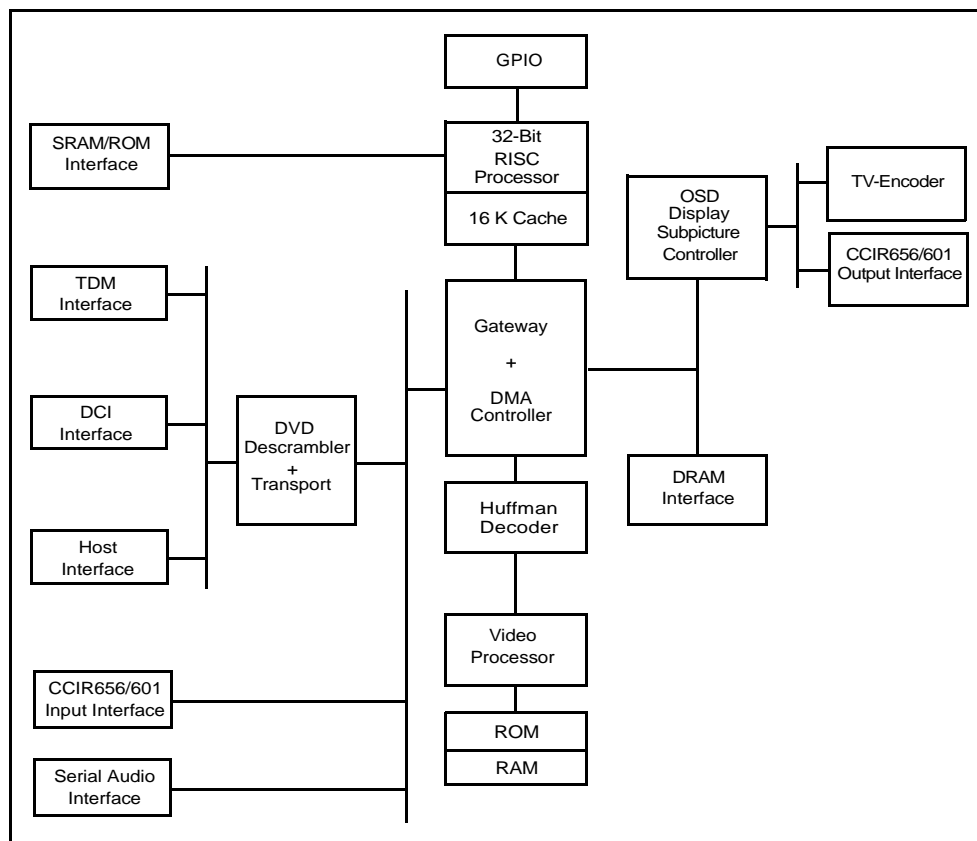 GPIO
SRAM/ROM
Interface
32-Bit
RISC
Processor
16 K Cache
OSD
Display
Subpicture
Controller
TV-Encoder
CCIR656/601
Output Interface
TDM
Interface
Gateway
+
DMA
Controller
DCI
Interface
DVD
Descrambler
+
Transport
DRAM
Interface
Huffman
Decoder
Host
Interface
Video
Processor
CCIR656/601
Input Interface
ROM
RAM
Serial Audio
Interface